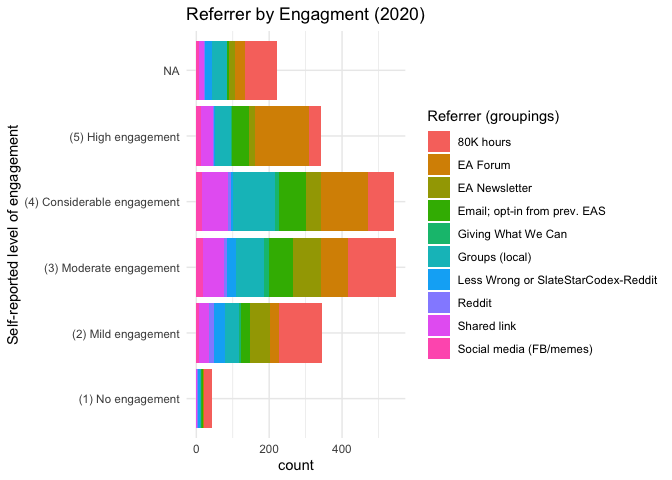 Referrer by Engagment (2020)
Self-reported level of engagement
NA
(5) High engagement
(4) Considerable engagement
(3) Moderate engagement
(2) Mild engagement
(1) No engagement
0
200
400
count
Referrer (groupings)
80K hours
EA Forum
EA Newsletter
Email; opt-in from prev. EAS
Giving What We Can
Groups (local)
Less Wrong or SlateStarCodex-Reddit
Reddit
Shared link
Social media (FB/memes)